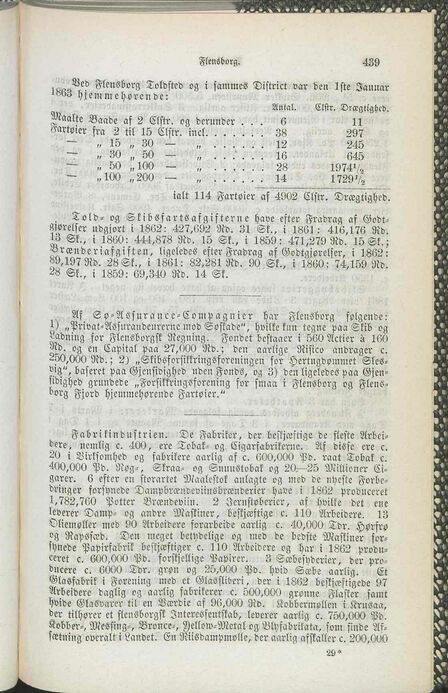 Flensborg. 439
Ved Flensborg Toldsted og i sammes District var den 1ste Januar
1863 hjemmehørende:
Antal. Clstr. Drægtighed.
Maalte Baade af 2 Clstr. og derunder . . . 6 11
Fartøier fra 2 til 15 Clstr. incl. . . . . . . 38 297
— „ 15 „ 30 — „ . . . . . . 12 245
— „ 30 „ 50 — „ . . . . . . 16 645
— „ 50 „ 100 — „ . . . . . . 28 1974½
— „ 100 „ 200 — „ . . . . . . 14 1729½
ialt 114 Fartøier af 4902 Clstr. Drægtighed.
Told- og Skibsfartsafgifterne have efter Fradrag af Godt-
gjørelser udgjort i 1862: 427,692 Rd. 31 Sk., i 1861: 416,176 Rd.
13 Sk., i 1860: 444,878 Rd. 15 Sk., i 1859: 471,279 Rd. 15 Sk.;
Brænderiafgiften, ligeledes efter Fradrag af Godtgjørelser, i 1862:
89,197 Rd. 28 Sk., i 1861: 82,281 Rd. 90 Sk., i 1860: 74,159 Rd.
28 Sk., i 1859: 69,340 Rd. 14 Sk.
Af Sø-Assurance-Compagnier har Flensborg følgende:
1) „Privat-Assurandeurerne mod Søskade“, hvilke kun tegne paa Skib og
Ladning for Flensborgsk Regning. Fondet bestaaer i 560 Actier à 160
Rd. og en Capital paa 27,000 Rd.; den aarlige Risico andrager c.
250,000 Rd.; 2) „Skibsforsikkringsforeningen for Hertugdømmet Sles-
vig“, baseret paa Gjensidighed uden Fonds, og 3) den ligeledes paa Gjen-
sidighed grundede „Forsikkringsforening for smaa i Flensborg og Flens-
borg Fjord hjemmehørende Fartøier.“
Fabrikindustrien. De Fabriker, der beskjæftige de fleste Arbei-
dere, nemlig c. 400, ere Tobak- og Cigarfabrikerne. Af disse ere c.
20 i Virksomhed og fabrikere aarlig af c. 600,000 Pd. raat Tobak c.
400,000 Pd. Røg-, Skraa- og Snuustobak og 20—25 Millioner Ci-
garer. 6 efter en storartet Maalestok anlagte og med de nyeste Forbe-
dringer forsynede Dampbrændeviinsbrænderier have i 1862 produceret
1,782,760 Potter Brændeviin. 2 Jernstøberier, af hvilke det ene
leverer Damp- og andre Maskiner, beskjæftige c. 110 Arbeidere. 13
Oliemøller med 90 Arbeidere forarbeide aarlig c. 40,000 Tdr. Hørfrø
og Rapssæd. Den meget betydelige og med de bedste Maskiner for-
synede Papirfabrik beskjæftiger c. 110 Arbeidere og har i 1862 produ-
ceret c. 600,000 Pd. forskjellige Papirer. 3 Sæbesyderier, der pro-
ducere c. 6000 Tdr. grøn og 25,000 Pd. hvid Sæbe aarlig. Et
Glasfabrik i Forening med et Glassliberi, der i 1862 beskjæftigede 97
Arbeidere daglig og aarlig fabrikerer c. 500,000 grønne Flasker samt
hvide Glasvarer til en Værdie af 96,000 Rd. Kobbermøllen i Krusaa,
der tilhører et flensborgsk Interessentskab, leverer aarlig c. 750,000 Pd.
Kobber-, Messing-, Bronce-, Yellow-Metal og Blyfabrikata, som finde Af-
sætning overalt i Landet. En Riisdampmølle, der aarlig afskaller c. 200,000
29*